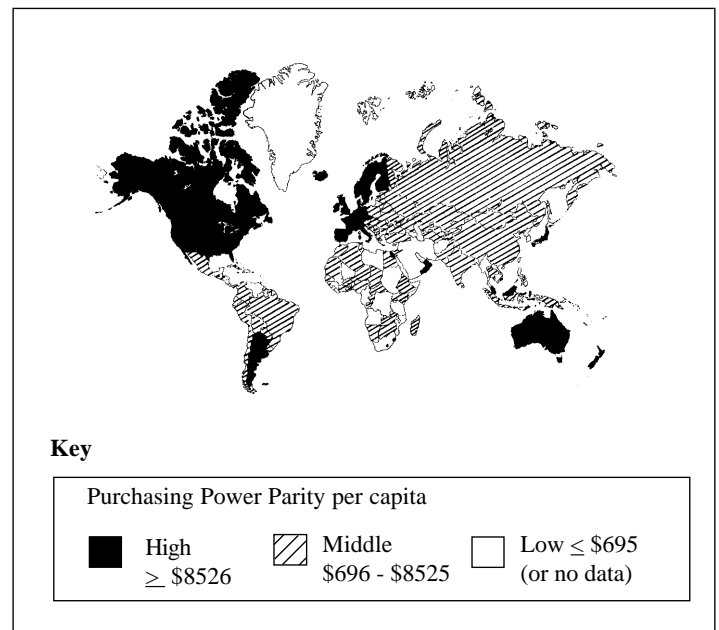 Key
Purchasing Power Parity per capita
High
≥ $8526
Middle
$696 - $8525
Low ≤ $695
(or no data)